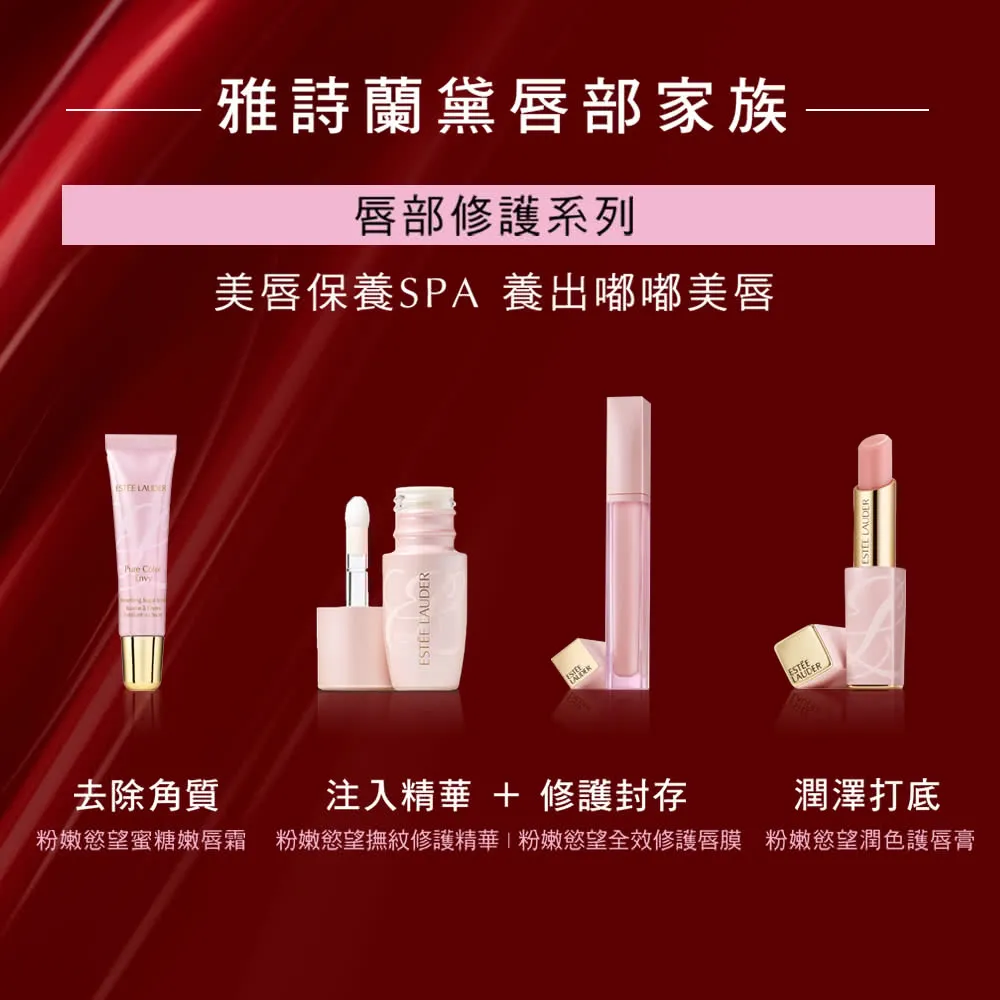 雅詩蘭黛唇部家族
唇部修護系列
美唇保養SPA 養出嘟嘟美唇
ESTĒE LAUDER
Pure Color
Envy
ESTĒE LAUDER
ESTĒE
LAUDER
ESTĒE LAUDER
ESTĒE
LAUDER
去除角質
注入精華 + 修護封存
潤澤打底
粉嫩慾望蜜糖嫩唇霜
粉嫩慾望撫紋修護精華 | 粉嫩慾望全效修護唇膜
粉嫩慾望潤色護唇膏